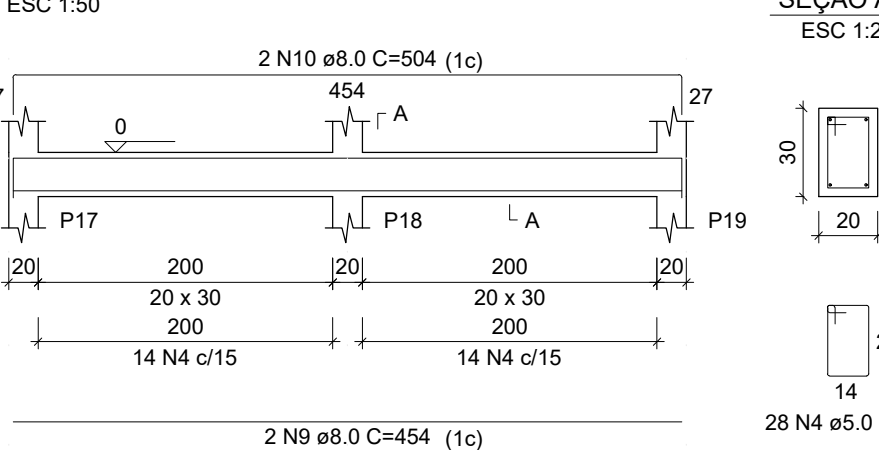 ESC 1:50
SEÇÃO
ESC 1:2
2 N10 ø8.0 C=504 (1c)
454
27
A
0
30
P17
P18
A
P19
20
20
200
20
200
20
20 x 30
20 x 30
200
200
14 N4 c/15
14 N4 c/15
14
28 N4 ø5.0
2 N9 ø8.0 C=454 (1c)